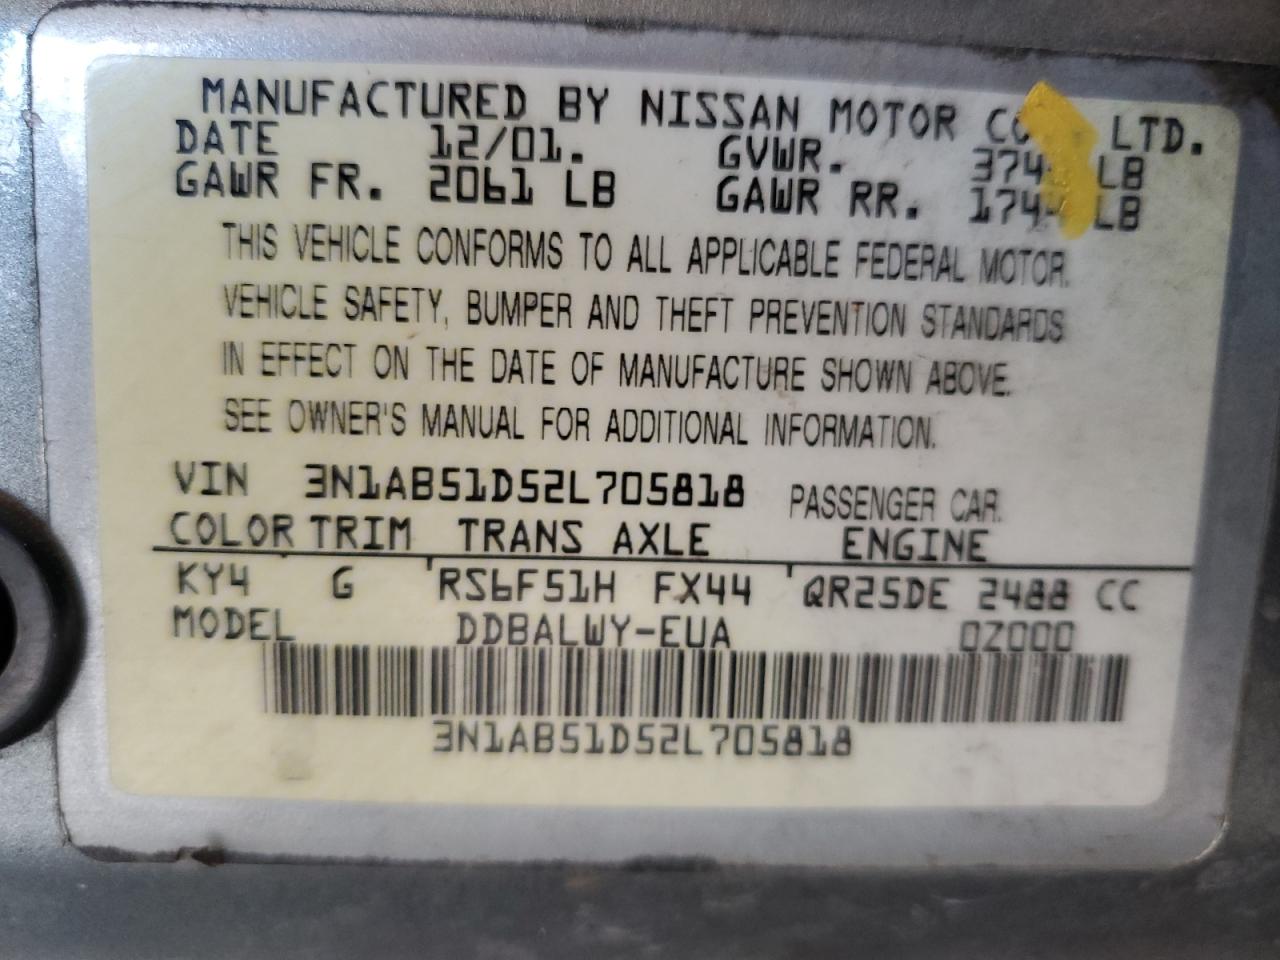 MANUFACTURED BY NISSAN MOTOR LTD.
DATE 12/01. GVWR. LB
GAWR FR. 2061 LB GAWR RR. LB
THIS VEHICLE CONFORMS TO ALL APPLICABLE FEDERAL MOTOR.
VEHICLE SAFETY, BUMPER AND THEFT PREVENTION STANDARDS
IN EFFECT ON THE DATE OF MANUFACTURE SHOWN ABOVE.
SEE OWNER'S MANUAL FOR ADDITIONAL INFORMATION.
VIN 3N1AB51D52L705818 PASSENGER CAR.
COLOR TRIM TRANS AXLE ENGINE
KY4 G RS6F51H FX44 QR25DE 2488 CC
MODEL DDBALWY-EUA 0Z000
3N1AB51D52L705818